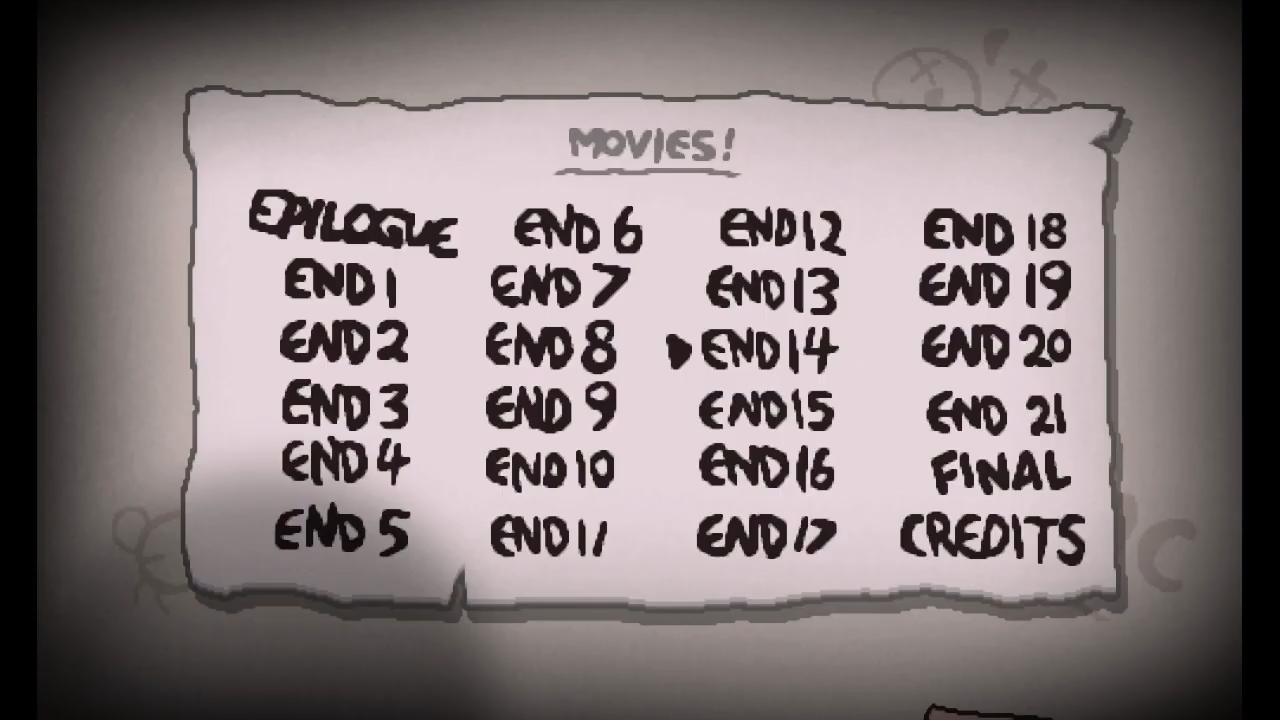 MOVIES!
EPILOGUE
END 1
END 2
END 3
END 4
END 5
END 6
END 7
END 8
END 9
END 10
END 11
END 12
END 13
END 14
END 15
END 16
END 17
END 18
END 19
END 20
END 21
FINAL
CREDITS